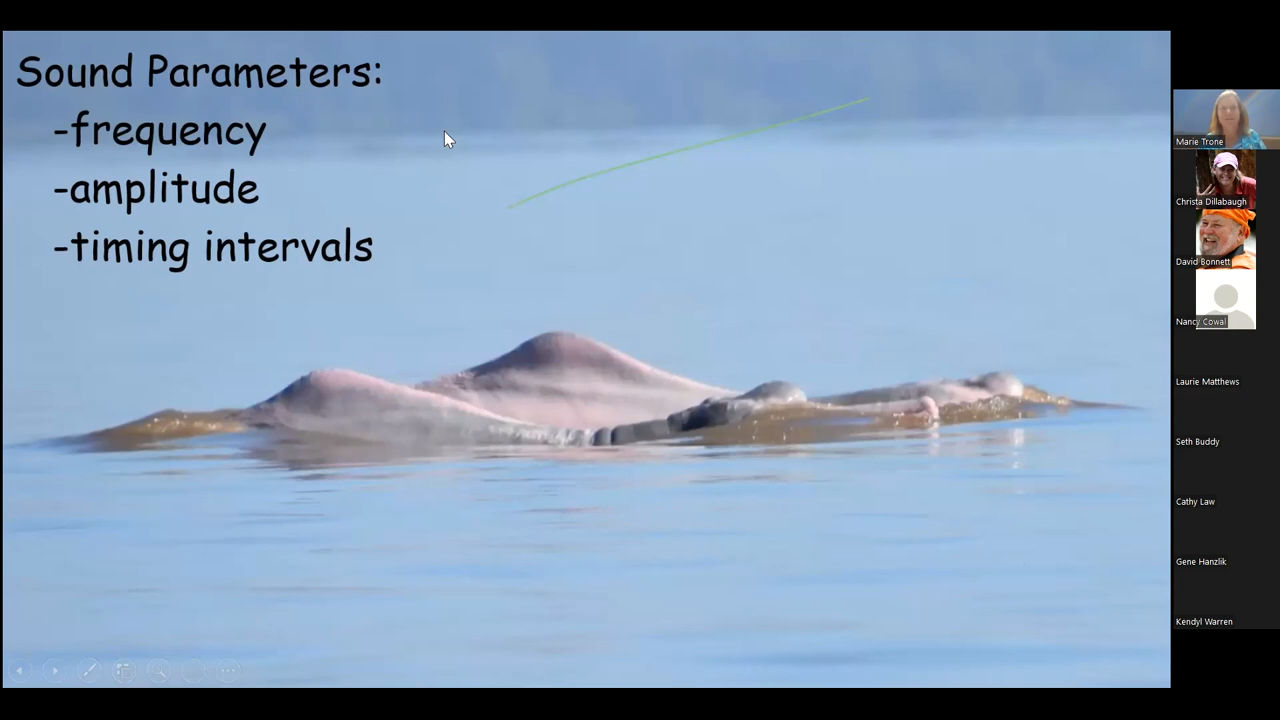 Sound Parameters:
-frequency
-amplitude
-timing intervals
Marie Trone
Christa Dillabaugh
David Bonnett
Nancy Cowal
Laurie Matthews
Seth Buddy
Cathy Law
Gene Hanzlik
Kendyl Warren